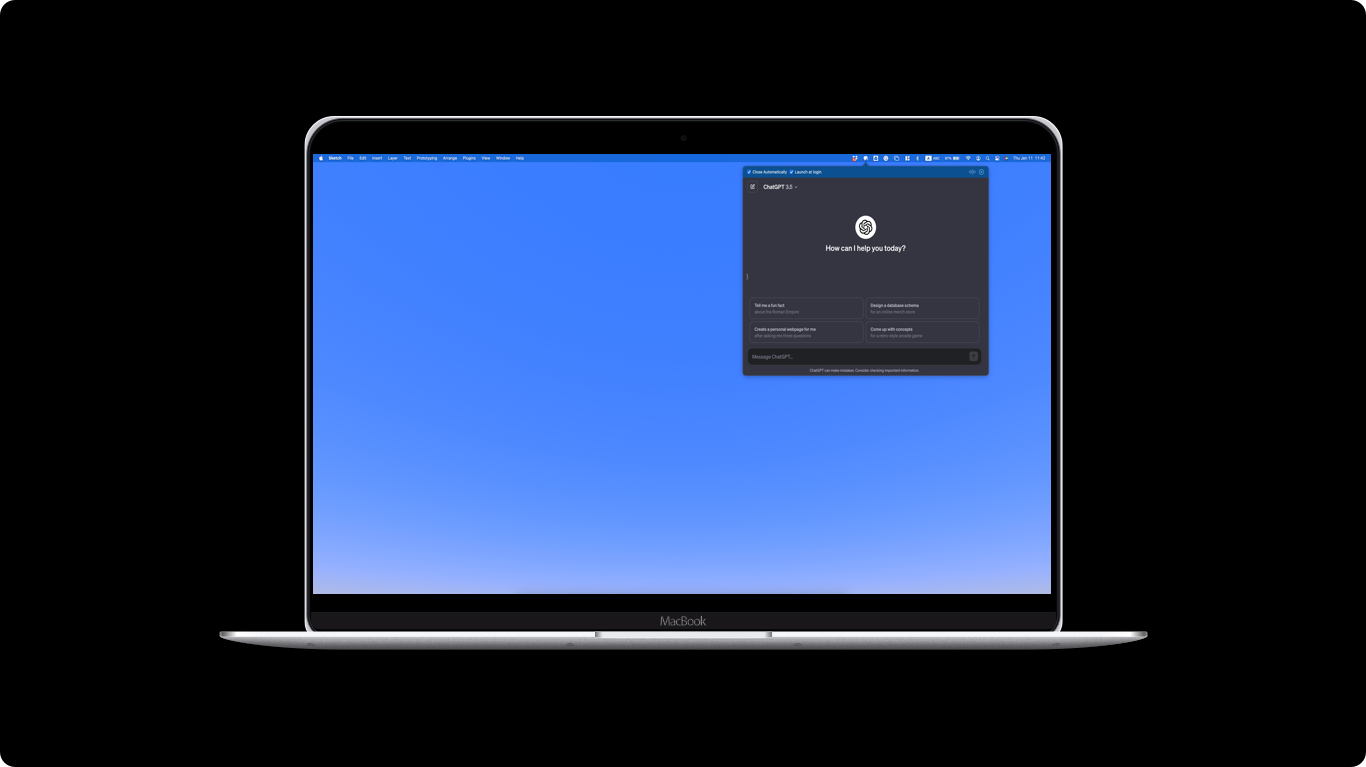 Sketch File Edit Insert Layer Text Prototyping Arrange Plugins View Window Help
Thu Jan 11 11:43
Close Automatically Launch at login
ChatGPT 3.5
How can I help you today?
}
Tell me a fun fact
about the Roman Empire
Design a database schema
for an online merch store
Create a personal webpage for me
after asking me three questions
Come up with concepts
for a retro-style arcade game
Message ChatGPT...
ChatGPT can make mistakes. Consider checking important information.
MacBook